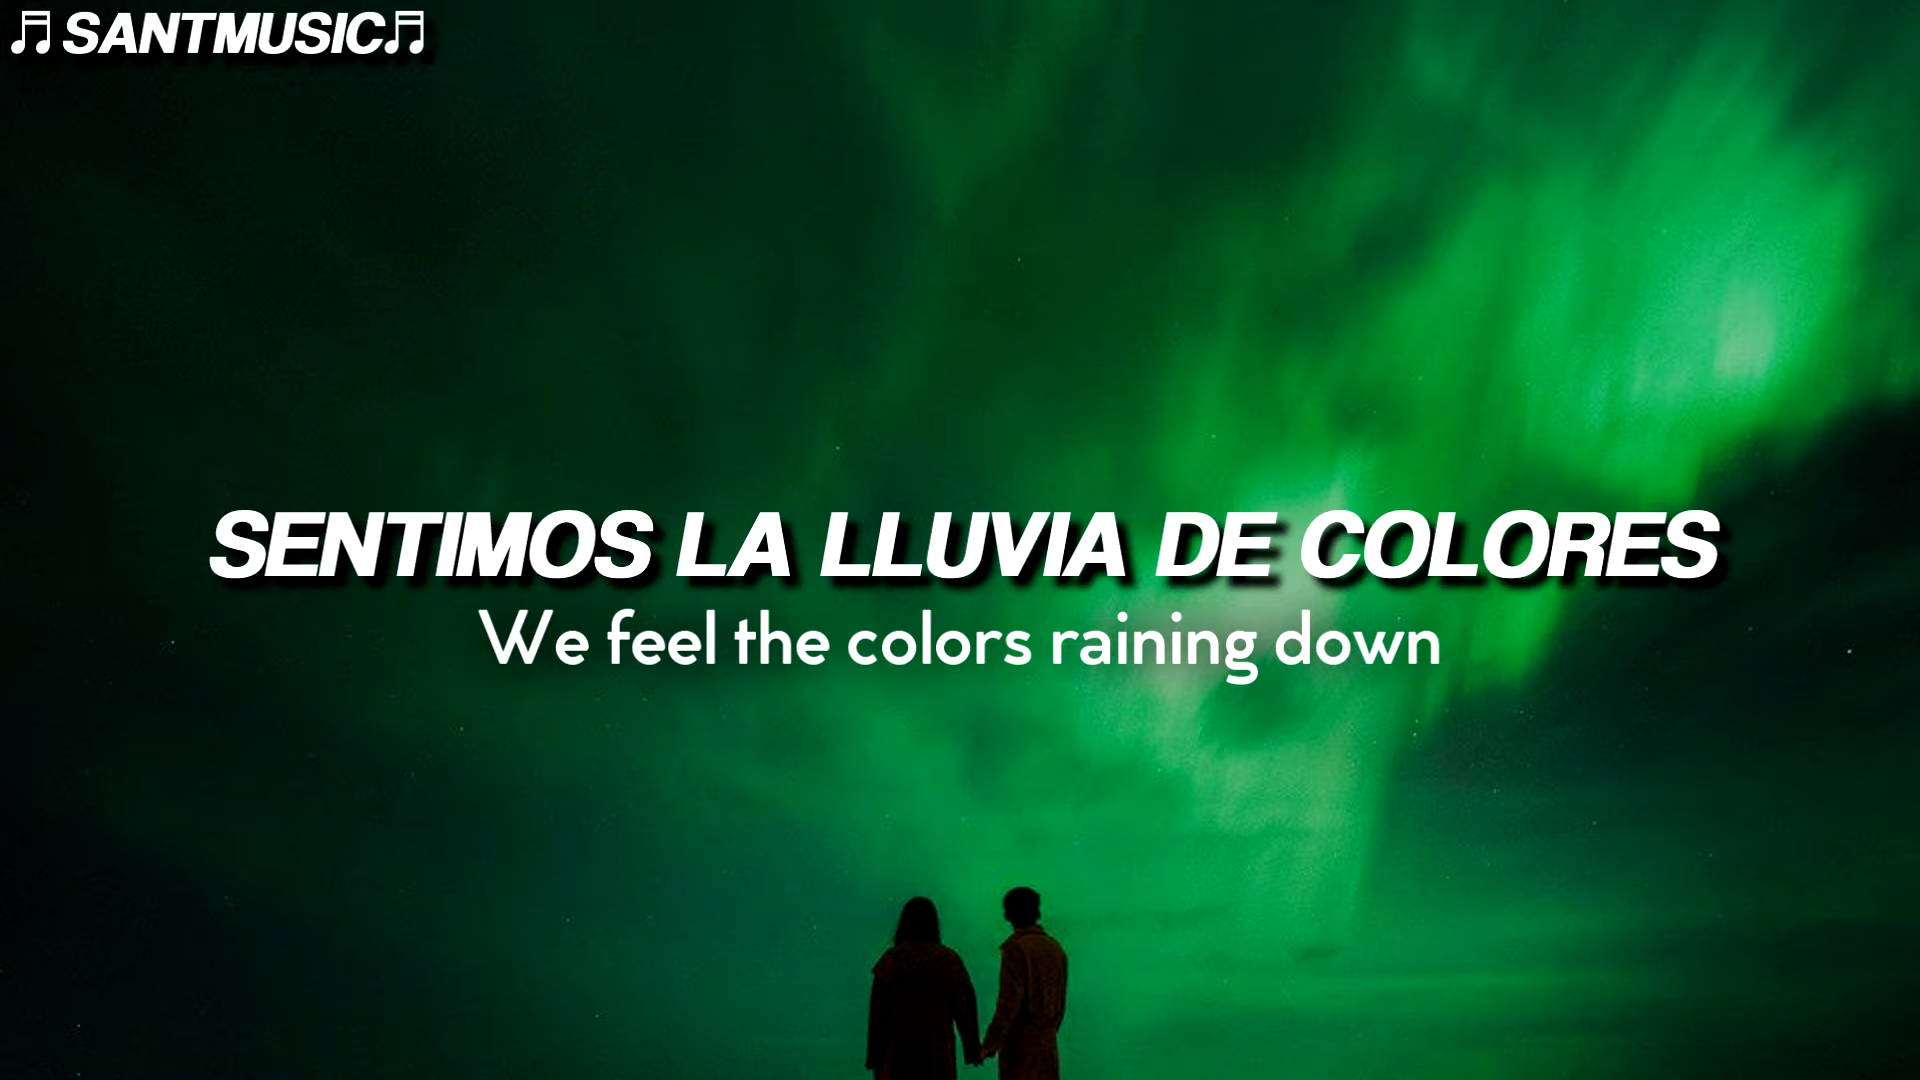 ♫SANTMUSIC♫
SENTIMOS LA LLUVIA DE COLORES
We feel the colors raining down